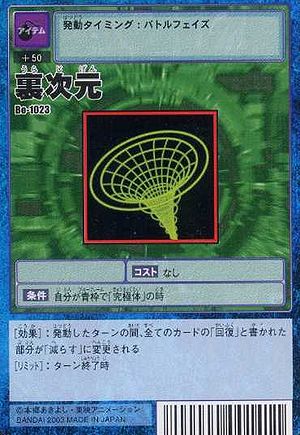 発動タイミング：バトルフェイズ
アイテム
+50
裏次元
Bo-1023
コスト なし
条件 自分が青枠で「究極体」の時
[効果]：発動したターンの間、全てのカードの「回復」と書かれた
部分が「減らす」に変更される
[リミット]：ターン終了時
©本郷あきよし・東映アニメーション
BANDAI 2003 MADE IN JAPAN